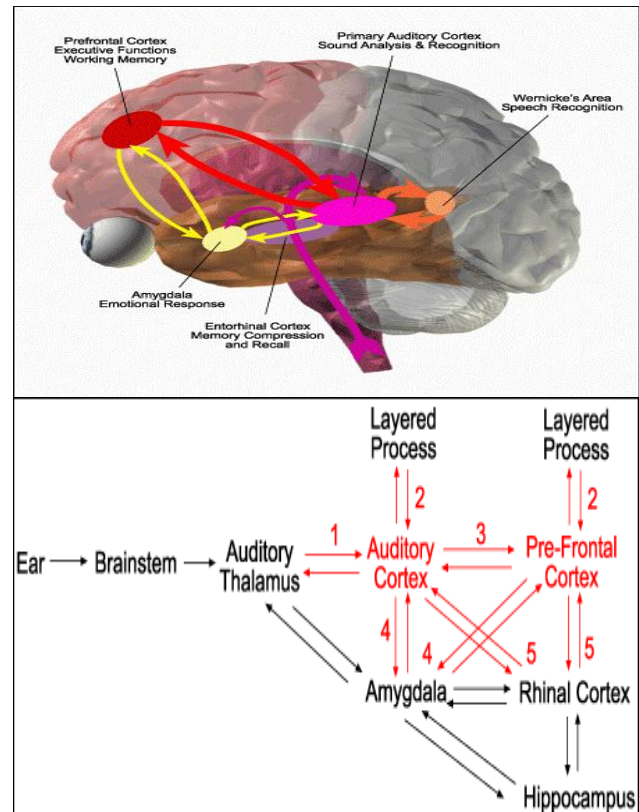 Prefrontal Cortex
Executive Functions
Working Memory
Primary Auditory Cortex
Sound Analysis & Recognition
Wernicke's Area
Speech Recognition
Amygdala
Emotional Response
Entorhinal Cortex
Memory Compression
and Recall
Layered
Process
Layered
Process
2
2
1
3
Ear
Brainstem
Auditory
Thalamus
Auditory
Cortex
Pre-Frontal
Cortex
4
4
5
5
Amygdala
Rhinal Cortex
Hippocampus